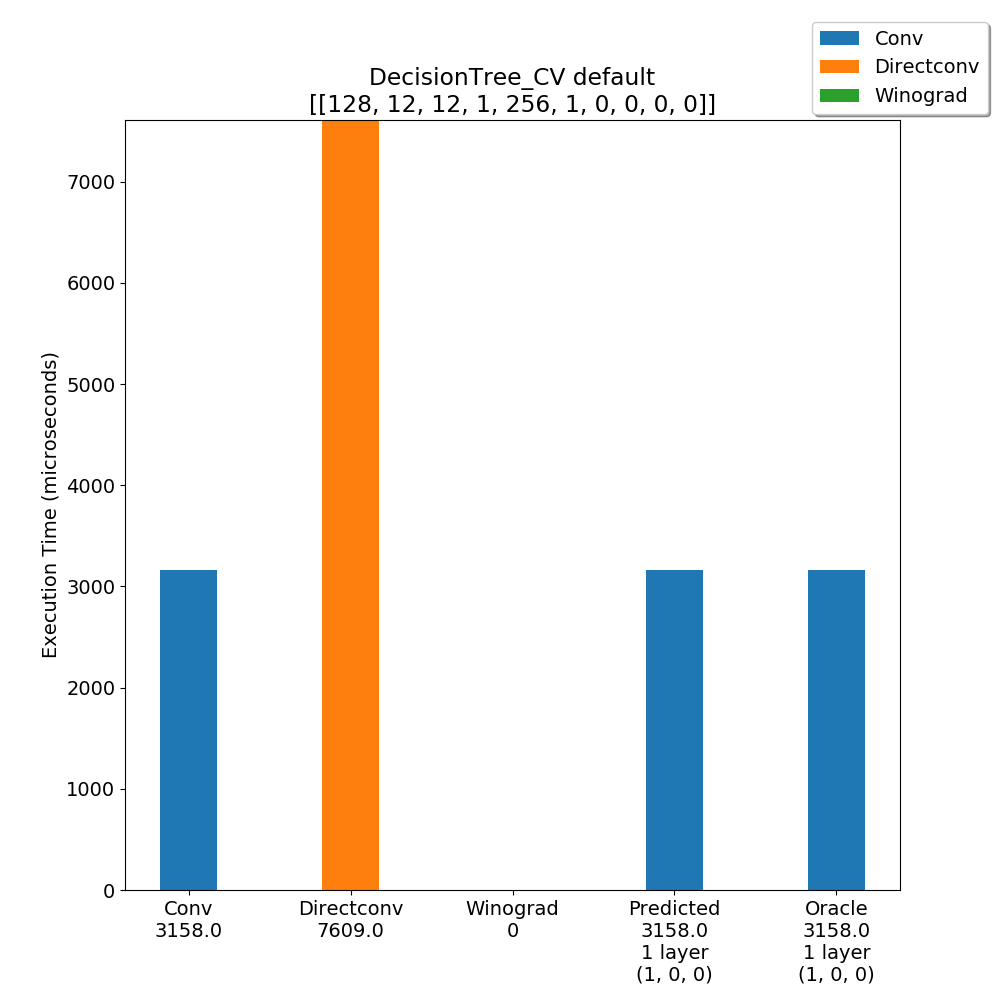 Conv
Directconv
Winograd
DecisionTree_CV default
[[128, 12, 12, 1, 256, 1, 0, 0, 0, 0]]
Execution Time (microseconds)
7000
6000
5000
4000
3000
2000
1000
0
Conv
3158.0
Directconv
7609.0
Winograd
0
Predicted
3158.0
1 layer
(1, 0, 0)
Oracle
3158.0
1 layer
(1, 0, 0)